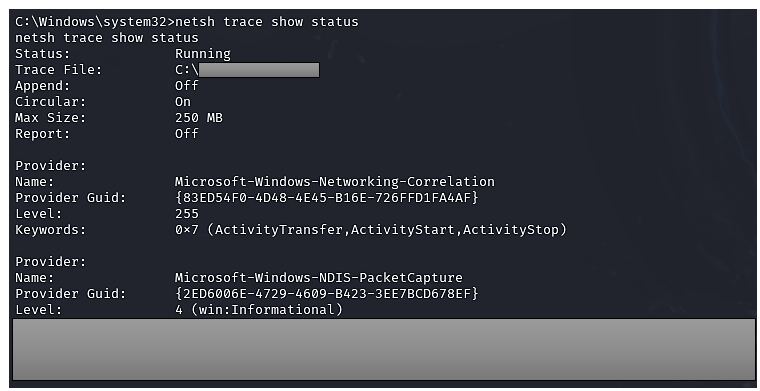 C:\Windows\system32>netsh trace show status
netsh trace show status
Status: Running
Trace File: C:\
Append: Off
Circular: On
Max Size: 250 MB
Report: Off
Provider:
Name: Microsoft-Windows-Networking-Correlation
Provider Guid: {83ED54F0-4D48-4E45-B16E-726FFD1FA4AF}
Level: 255
Keywords: 0×7 (ActivityTransfer,ActivityStart,ActivityStop)
Provider:
Name: Microsoft-Windows-NDIS-PacketCapture
Provider Guid: {2ED6006E-4729-4609-B423-3EE7BCD678EF}
Level: 4 (win:Informational)